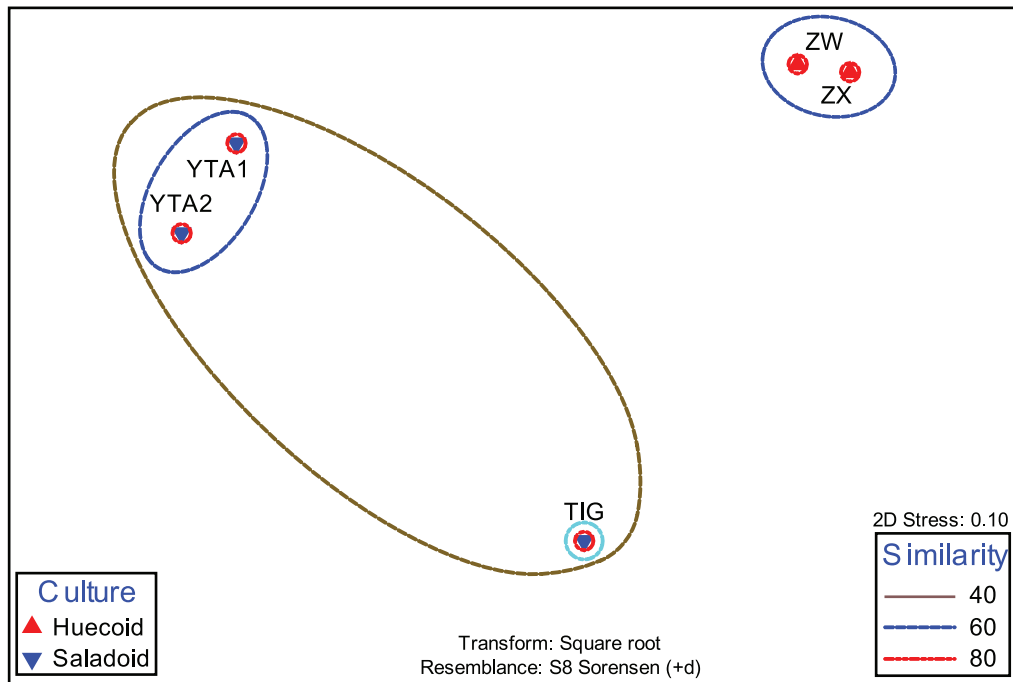 ZW
ZX
YTA1
YTA2
TIG
2D Stress: 0.10
Similarity
40
60
80
Culture
Huecoid
Saladoid
Transform: Square root
Resemblance: S8 Sorensen (+d)